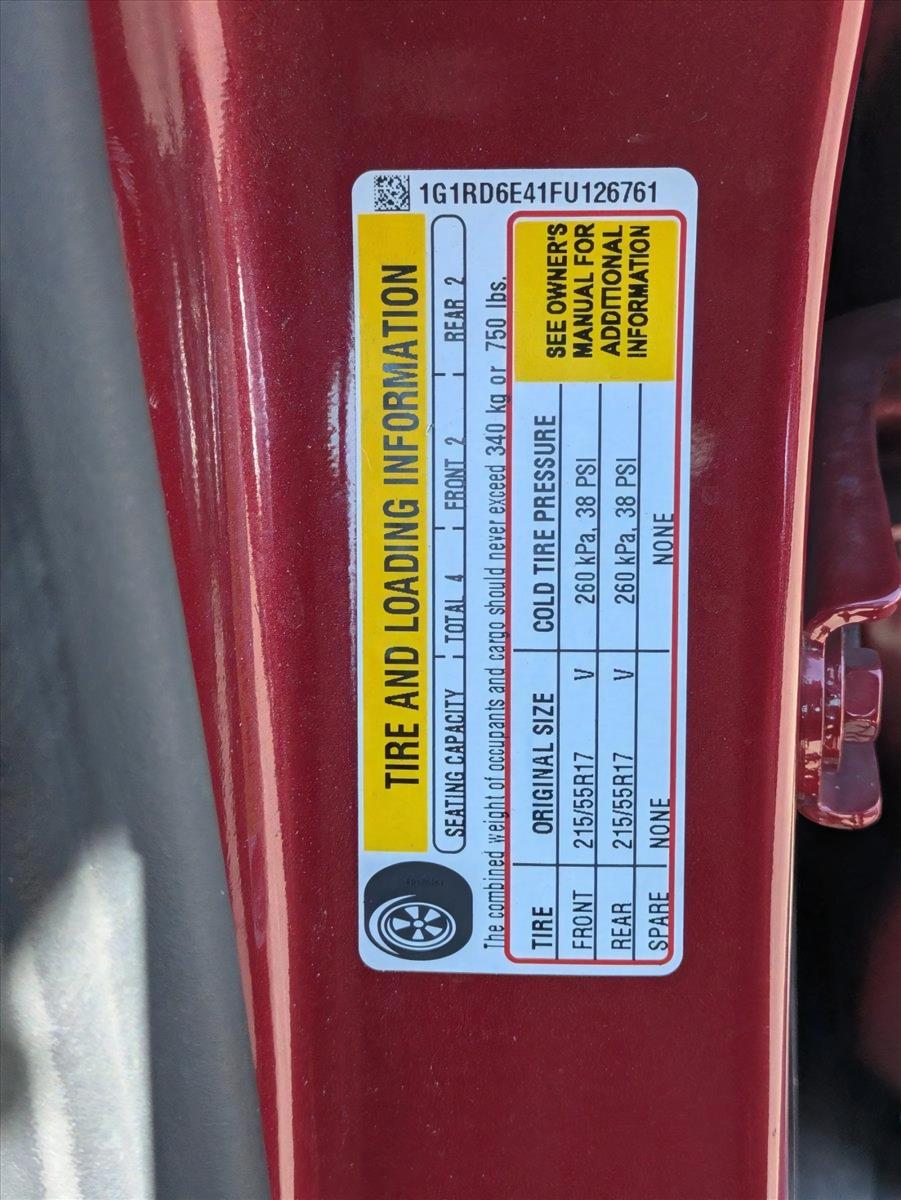 1G1RD6E41FU126761
TIRE AND LOADING INFORMATION
SEATING CAPACITY TOTAL 4 FRONT 2 REAR 2
The combined weight of occupants and cargo should never exceed 340 kg or 750 lbs.
TIRE ORIGINAL SIZE COLD TIRE PRESSURE
FRONT 215/55R17 V 260 kPa, 38 PSI
REAR 215/55R17 V 260 kPa, 38 PSI
SPARE NONE NONE
SEE OWNER'S
MANUAL FOR
ADDITIONAL
INFORMATION